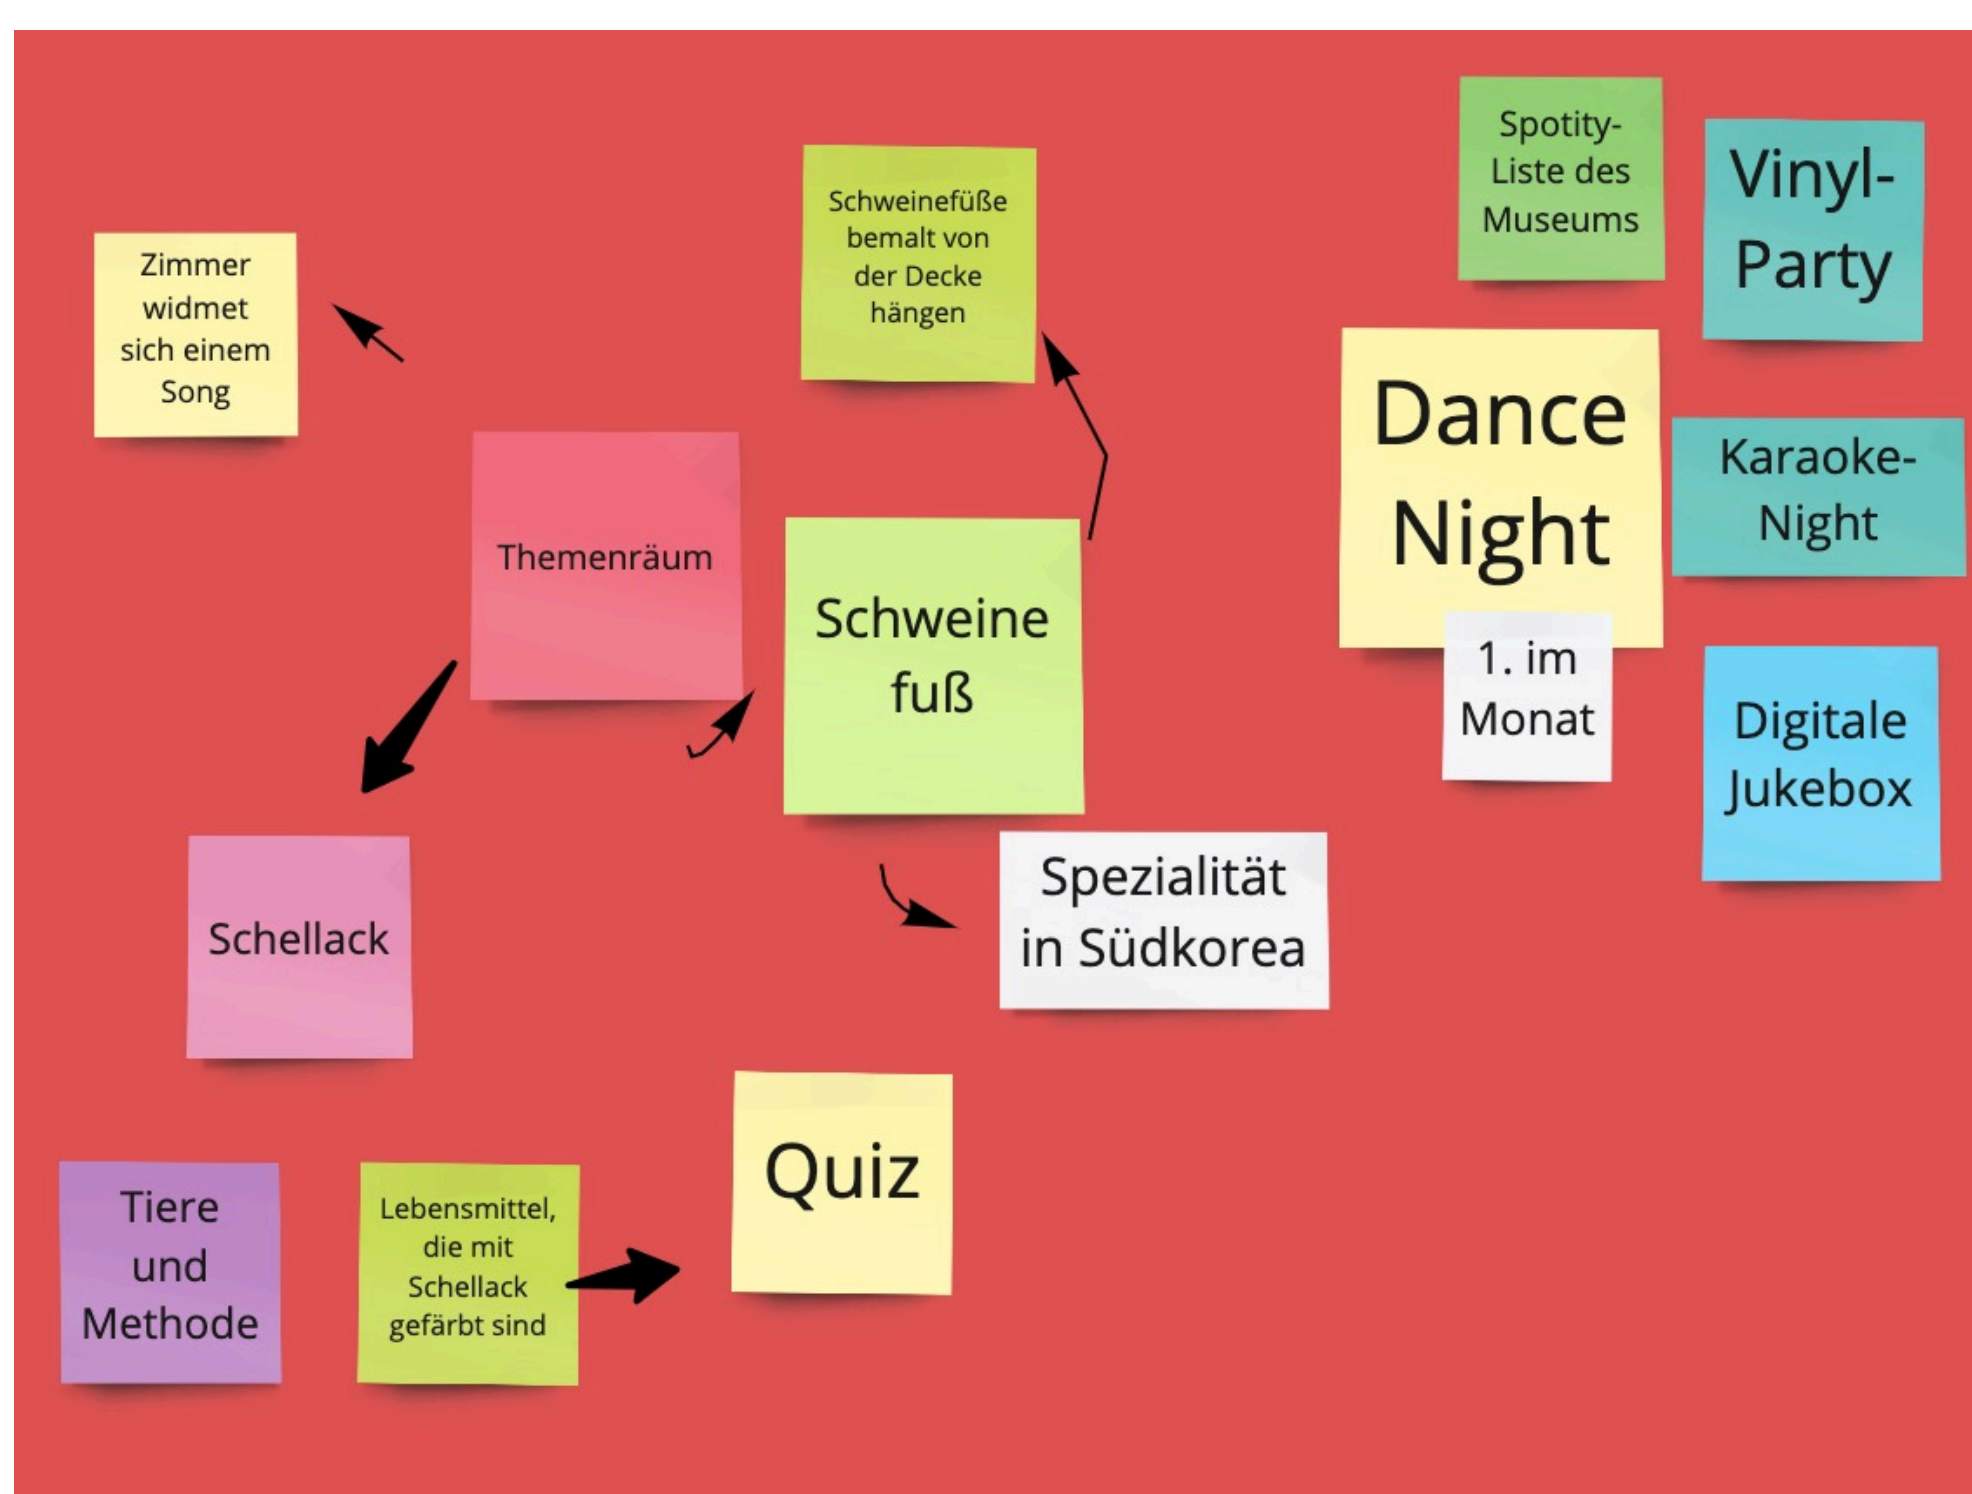 Zimmer
widmet
sich einem
Song
Themenräum
Schweinefüße
bemalt von
der Decke
hängen
Schweine
fuß
Spezialität
in Südkorea
Schellack
Tiere
und
Methode
Lebensmittel,
die mit
Schellack
gefärbt sind
Quiz
Spotity-
Liste des
Museums
Vinyl-
Party
Dance
Night
1. im
Monat
Karaoke-
Night
Digitale
Jukebox